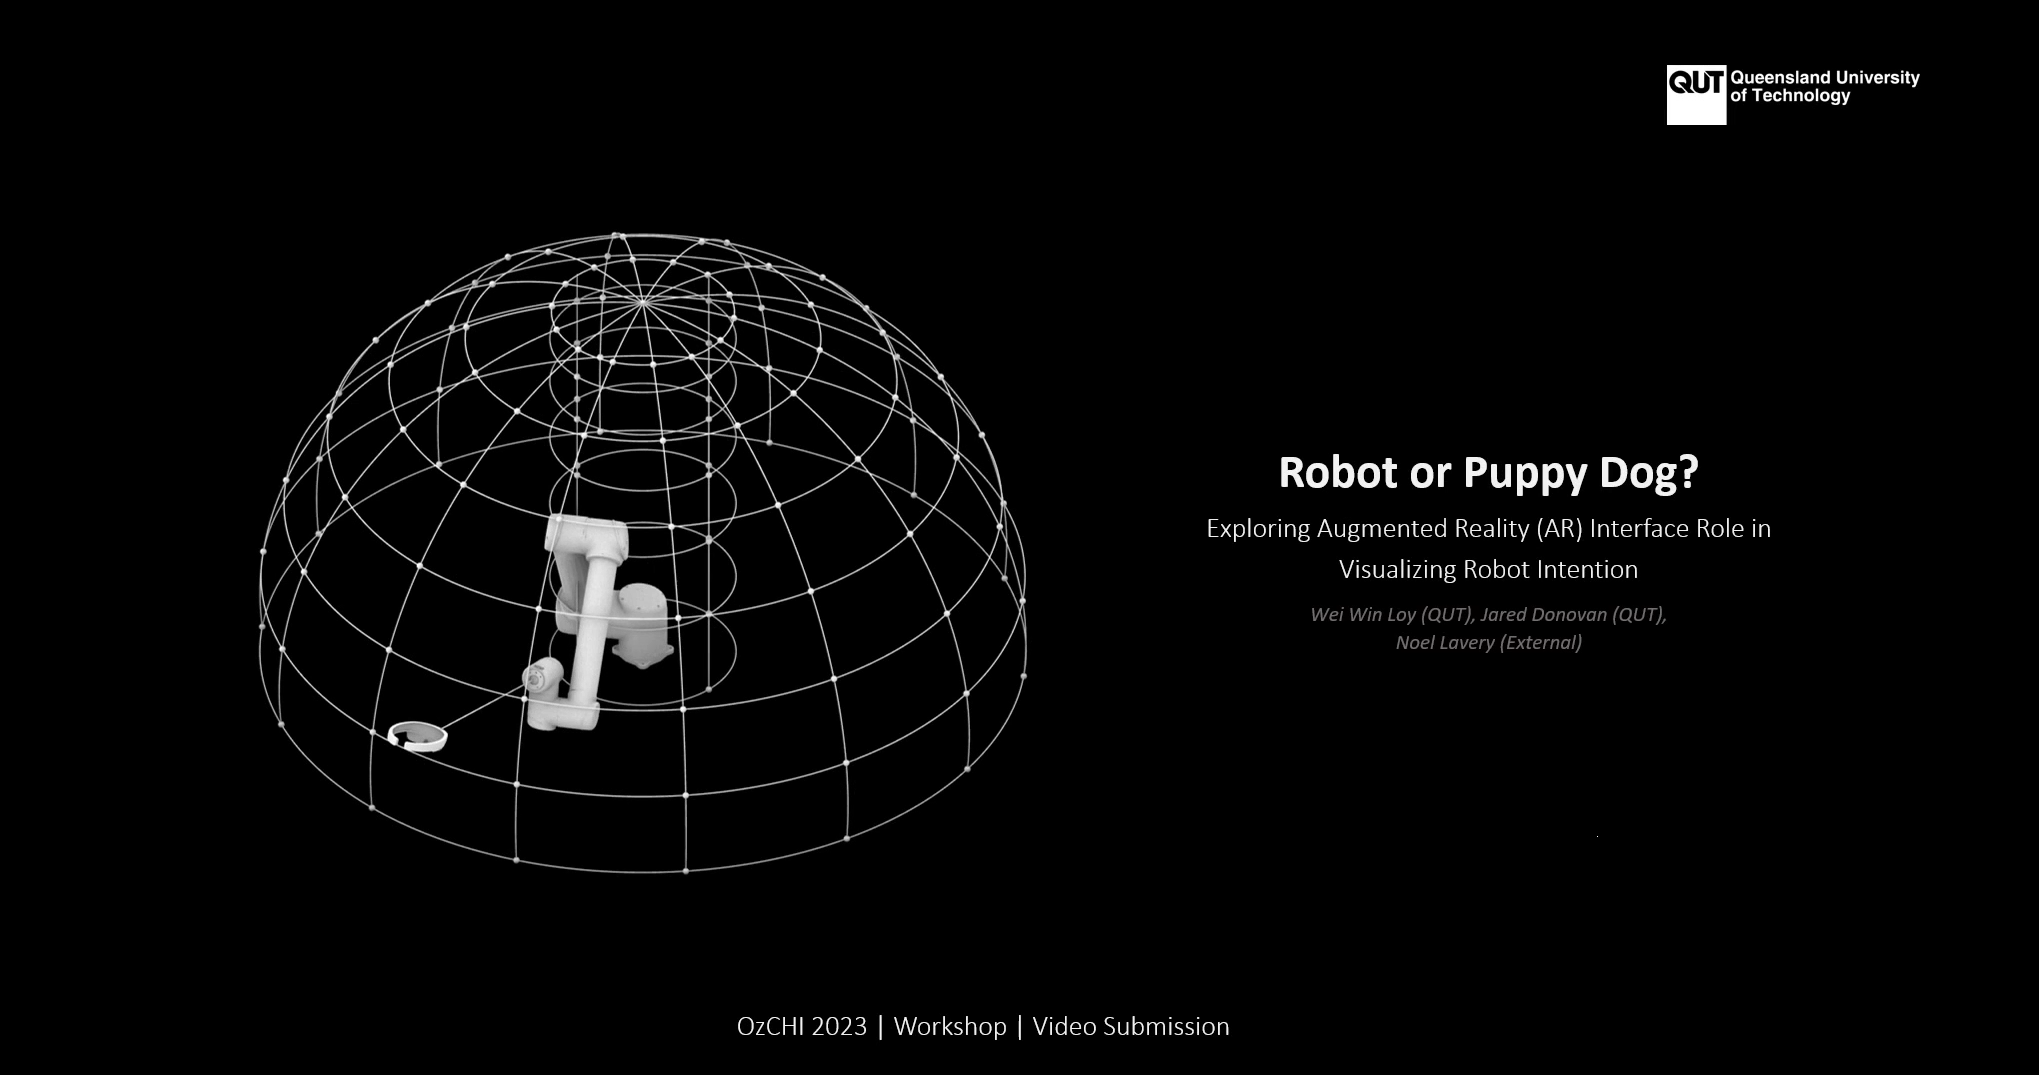 QUT Queensland University
of Technology
Robot or Puppy Dog?
Exploring Augmented Reality (AR) Interface Role in
Visualizing Robot Intention
Wei Win Loy (QUT), Jared Donovan (QUT),
Noel Lavery (External)
OzCHI 2023 | Workshop | Video Submission